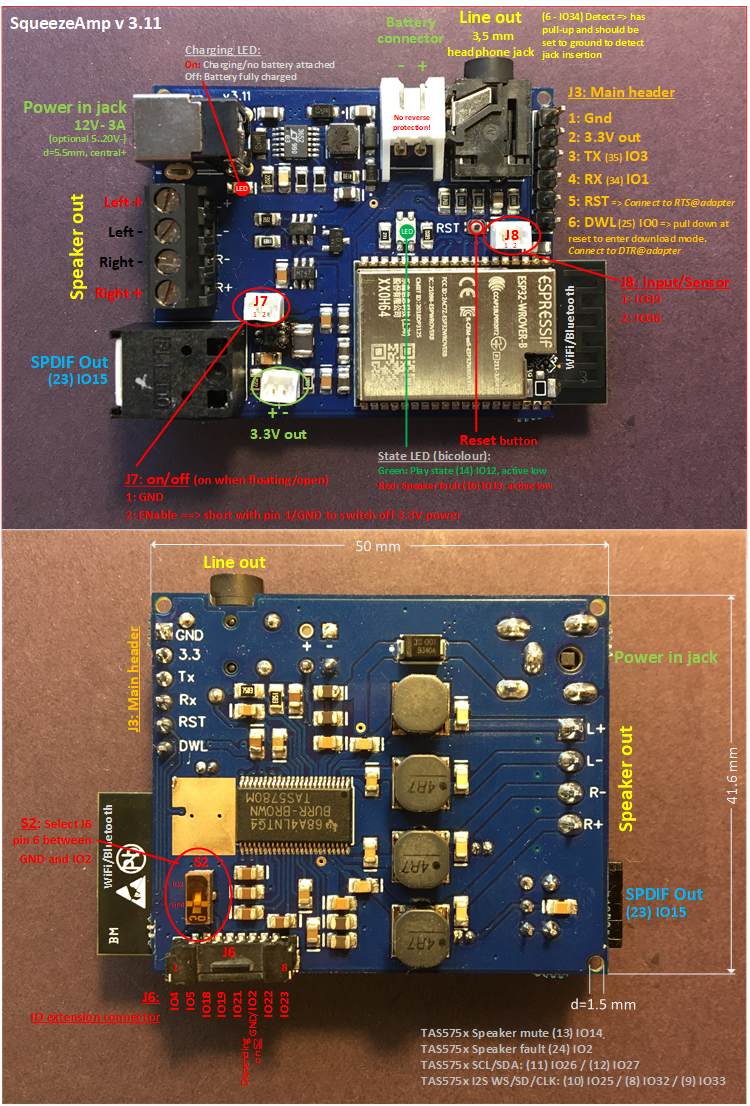 SqueezeAmp v 3.11
Charging LED:
On: Charging/no battery attached
Off: Battery fully charged
Battery
connector
- +
Line out
3,5 mm
headphone jack
(6 - IO34) Detect => has
pull-up and should be
set to ground to detect
jack insertion
Power in jack
12V - 3A
(optional 5..20V-)
d=5.5mm, central+
V3.11
No reverse
protection!
J3: Main header
1: Gnd
2: 3.3V out
3: TX (35) IO3
4: RX (34) IO1
5: RST => Connect to RTS@adapter
6: DWL (25) IO0 => pull down at
reset to enter download mode.
Connect to DTR@adapter
LED
LED
RST
J8
1 2
J8: Input/Sensor
1: IO39
2: IO36
Speaker out
Left +
Left -
Right -
Right +
+
-
R-
R+
J7
1 2
ESPRESSIF
ESP32-WROVER-B
XX0H64
WiFi/Bluetooth
SPDIF Out
(23) IO15
+ -
3.3V out
Reset button
State LED (bicolour):
Green: Play state (14) IO12, active low
Red: Speaker fault (16) IO13, active low
J7: on/off (on when floating/open)
1: GND
2: ENable ==> short with pin 1/GND to switch off 3.3V power
50 mm
Line out
J3: Main header
GND
3.3
Tx
Rx
RST
DWL
+ -
B340A
Power in jack
Speaker out
L+
L-
R-
R+
41.6 mm
4R7
4R7
4R7
68A4LNTG4
TAS5780M
BURR-BROWN
S2: Select J6
pin 6 between
GND and IO2
WiFi/Bluetooth
BM
S2
J6
1 8
SPDIF Out
(23) IO15
J6:
IO extension connector
IO4
IO5
IO18
IO19
IO21
GND/IO2
Depending
on S2
IO22
IO23
d=1.5 mm
TAS575x Speaker mute (13) IO14
TAS575x Speaker fault (24) IO2
TAS575x SCL/SDA: (11) IO26 / (12) IO27
TAS575x I2S WS/SD/CLK: (10) IO25 / (8) IO32 / (9) IO33